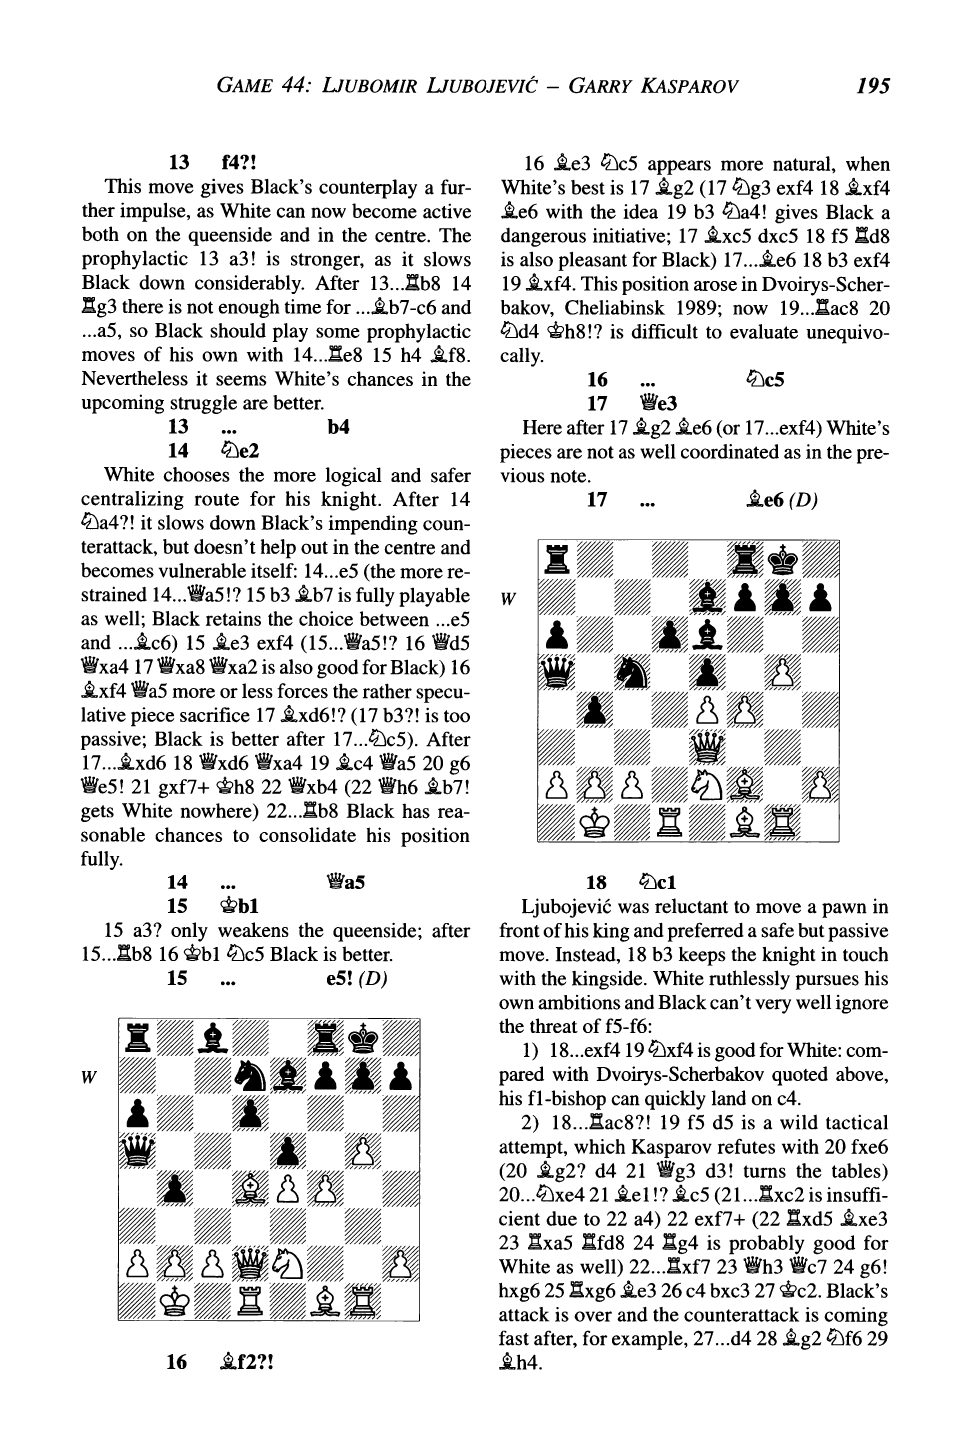 GAME 44: LJUBOMIR LJUBOJEVIĆ – GARRY KASPAROV 195
13 f4?!
This move gives Black's counterplay a fur-
ther impulse, as White can now become active
both on the queenside and in the centre. The
prophylactic 13 a3! is stronger, as it slows
Black down considerably. After 13...♖b8 14
♖g3 there is not enough time for ...♗b7-c6 and
...a5, so Black should play some prophylactic
moves of his own with 14...♖e8 15 h4 ♗f8.
Nevertheless it seems White's chances in the
upcoming struggle are better.
13 ... b4
14 ♘e2
White chooses the more logical and safer
centralizing route for his knight. After 14
♘a4?! it slows down Black's impending coun-
terattack, but doesn't help out in the centre and
becomes vulnerable itself: 14...e5 (the more re-
strained 14...♕a5!? 15 b3 ♗b7 is fully playable
as well; Black retains the choice between ...e5
and ...♗c6) 15 ♗e3 exf4 (15...♕a5!? 16 ♕d5
♕xa4 17 ♕xa8 ♕xa2 is also good for Black) 16
♗xf4 ♕a5 more or less forces the rather specu-
lative piece sacrifice 17 ♗xd6!? (17 b3?! is too
passive; Black is better after 17...♘c5). After
17...♗xd6 18 ♕xd6 ♕xa4 19 ♗c4 ♕a5 20 g6
♕e5! 21 gxf7+ ♔h8 22 ♕xb4 (22 ♕h6 ♗b7!
gets White nowhere) 22...♖b8 Black has rea-
sonable chances to consolidate his position
fully.
14 ... ♕a5
15 ♔b1
15 a3? only weakens the queenside; after
15...♖b8 16 ♔b1 ♘c5 Black is better.
15 ... e5! (D)
W
16 ♗f2?!
16 ♗e3 ♘c5 appears more natural, when
White's best is 17 ♗g2 (17 ♘g3 exf4 18 ♗xf4
♗e6 with the idea 19 b3 ♘a4! gives Black a
dangerous initiative; 17 ♗xc5 dxc5 18 f5 ♖d8
is also pleasant for Black) 17...♗e6 18 b3 exf4
19 ♗xf4. This position arose in Dvoirys-Scher-
bakov, Cheliabinsk 1989; now 19...♖ac8 20
♘d4 ♔h8!? is difficult to evaluate unequivo-
cally.
16 ... ♘c5
17 ♕e3
Here after 17 ♗g2 ♗e6 (or 17...exf4) White's
pieces are not as well coordinated as in the pre-
vious note.
17 ... ♗e6 (D)
W
18 ♘c1
Ljubojević was reluctant to move a pawn in
front of his king and preferred a safe but passive
move. Instead, 18 b3 keeps the knight in touch
with the kingside. White ruthlessly pursues his
own ambitions and Black can't very well ignore
the threat of f5-f6:
1) 18...exf4 19 ♘xf4 is good for White: com-
pared with Dvoirys-Scherbakov quoted above,
his f1-bishop can quickly land on c4.
2) 18...♖ac8?! 19 f5 d5 is a wild tactical
attempt, which Kasparov refutes with 20 fxe6
(20 ♗g2? d4 21 ♕g3 d3! turns the tables)
20...♘xe4 21 ♗e1!? ♗c5 (21...♖xc2 is insuffi-
cient due to 22 a4) 22 exf7+ (22 ♖xd5 ♗xe3
23 ♖xa5 ♖fd8 24 ♖g4 is probably good for
White as well) 22...♖xf7 23 ♕h3 ♕c7 24 g6!
hxg6 25 ♖xg6 ♗e3 26 c4 bxc3 27 ♔c2. Black's
attack is over and the counterattack is coming
fast after, for example, 27...d4 28 ♗g2 ♘f6 29
♗h4.